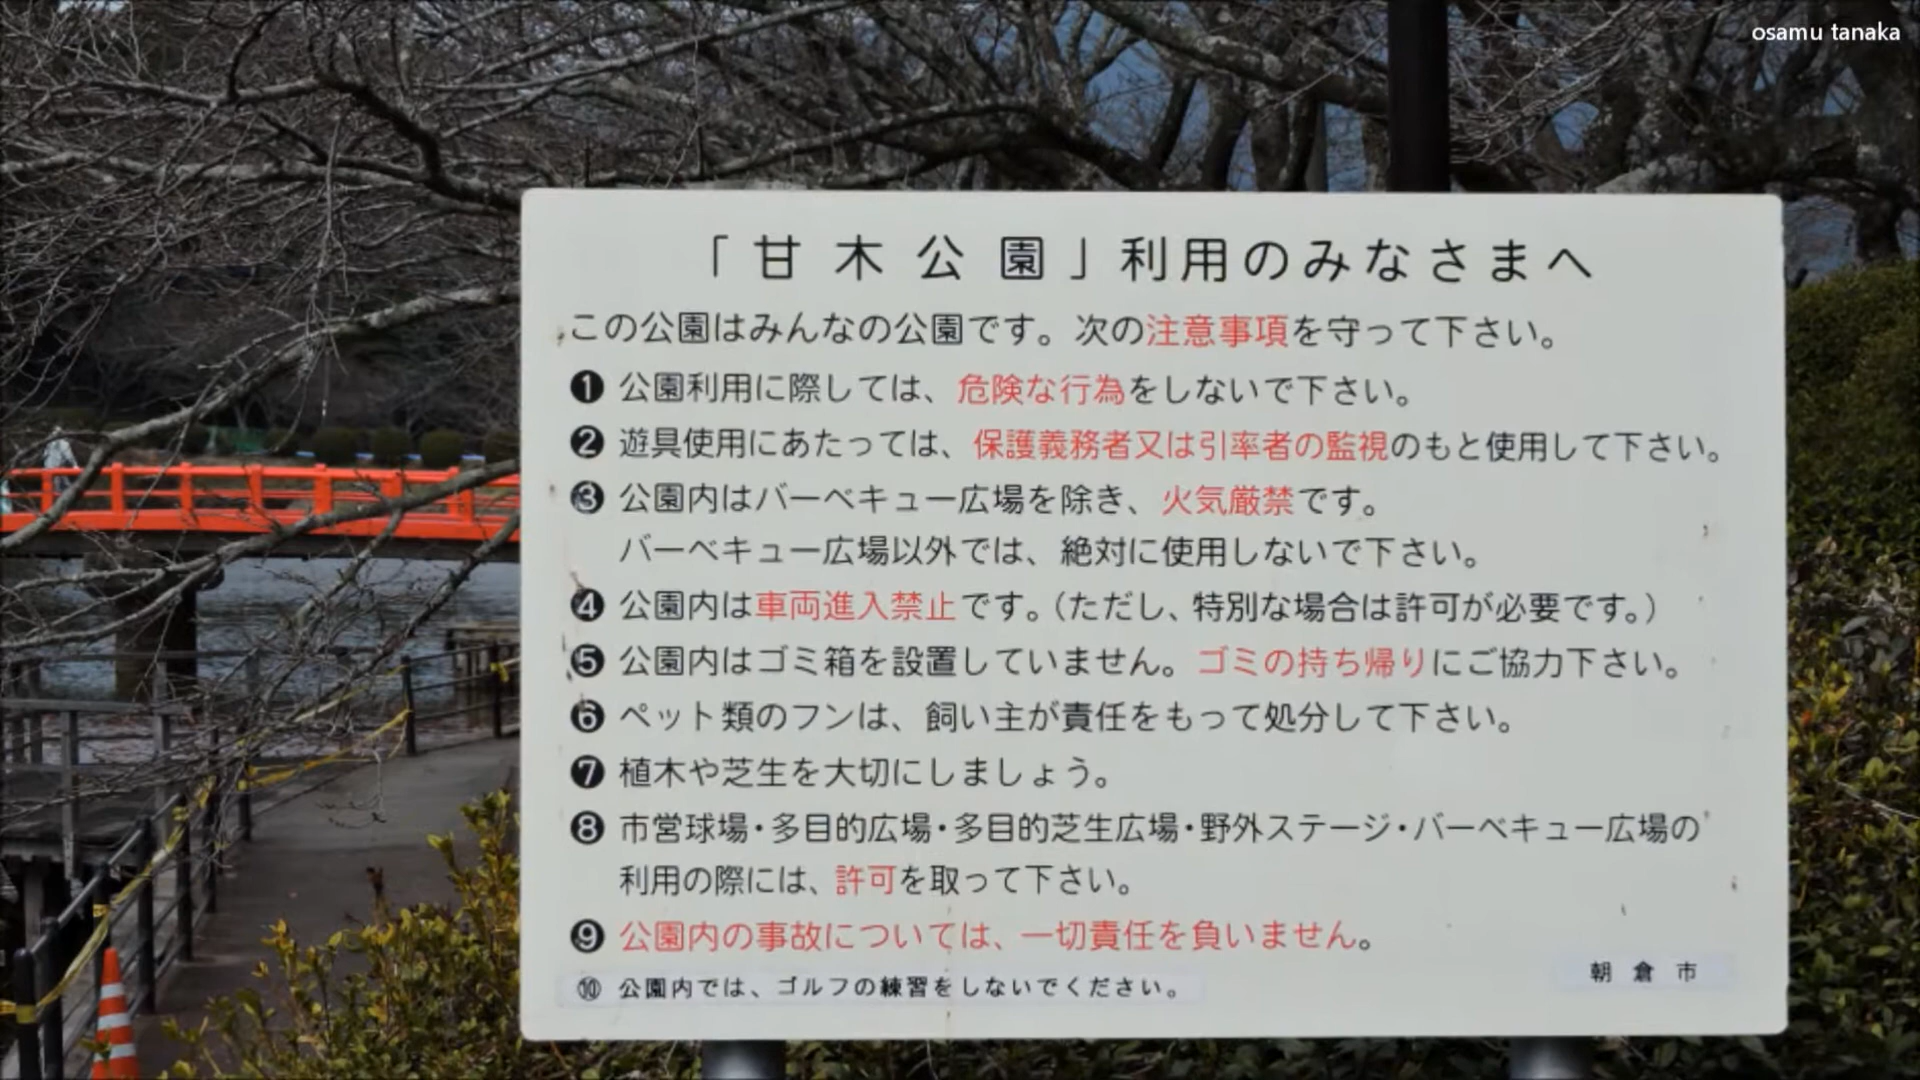 osamu tanaka
「甘木公園」利用のみなさまへ
この公園はみんなの公園です。次の注意事項を守って下さい。
❶ 公園利用に際しては、危険な行為をしないで下さい。
❷ 遊具使用にあたっては、保護義務者又は引率者の監視のもと使用して下さい。
❸ 公園内はバーベキュー広場を除き、火気厳禁です。
バーベキュー広場以外では、絶対に使用しないで下さい。
❹ 公園内は車両進入禁止です。（ただし、特別な場合は許可が必要です。）
❺ 公園内はゴミ箱を設置していません。ゴミの持ち帰りにご協力下さい。
❻ ペット類のフンは、飼い主が責任をもって処分して下さい。
❼ 植木や芝生を大切にしましょう。
❽ 市営球場・多目的広場・多目的芝生広場・野外ステージ・バーベキュー広場の
利用の際には、許可を取って下さい。
❾ 公園内の事故については、一切責任を負いません。
⑩ 公園内では、ゴルフの練習をしないでください。
朝倉市